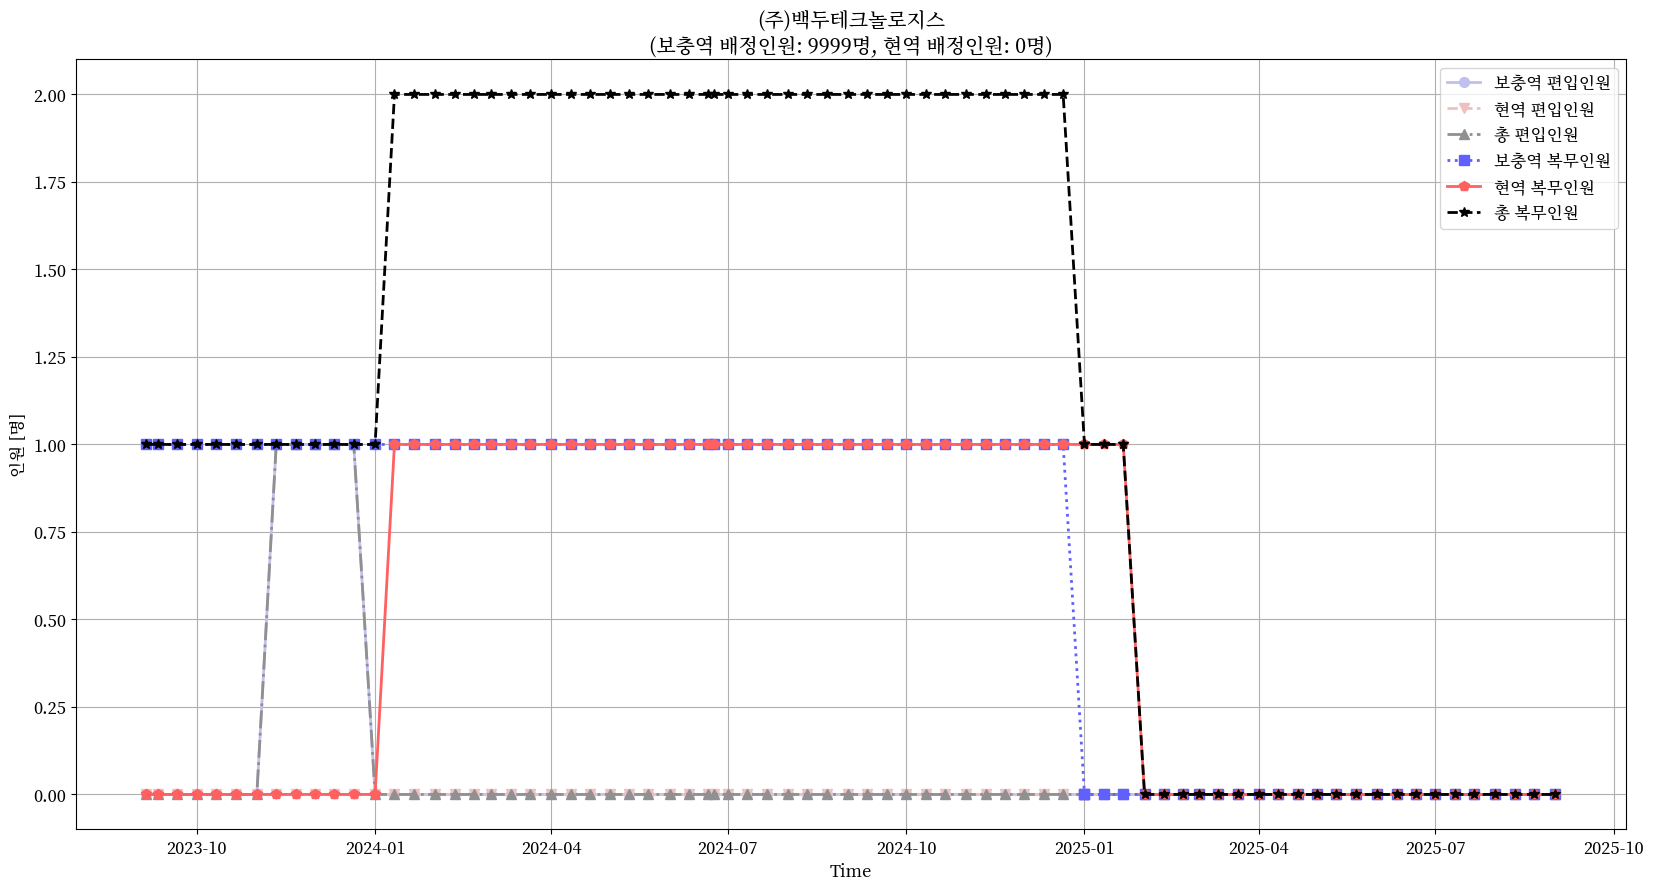 (주)백두테크놀로지스
(보충역 배정인원: 9999명, 현역 배정인원: 0명)
보충역 편입인원
현역 편입인원
총 편입인원
보충역 복무인원
현역 복무인원
총 복무인원
인원 [명]
2.00
1.75
1.50
1.25
1.00
0.75
0.50
0.25
0.00
2023-10
2024-01
2024-04
2024-07
2024-10
2025-01
2025-04
2025-07
2025-10
Time